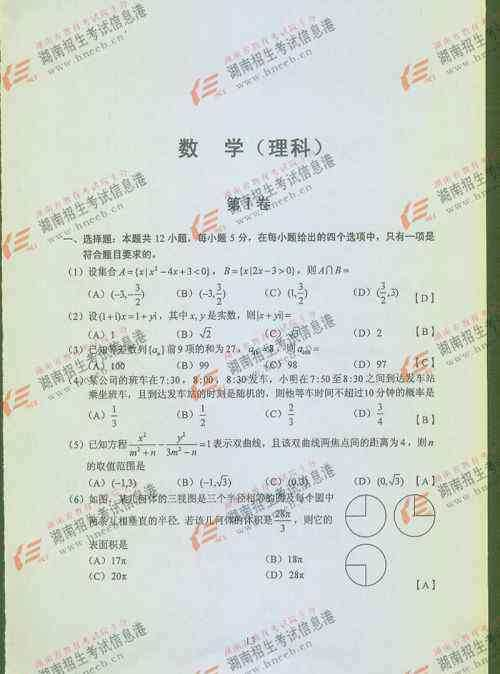 数 学（理科）
第Ⅰ卷
一、选择题：本题共 12 小题，每小题 5 分，在每小题给出的四个选项中，只有一项是
符合题目要求的。
（1）设集合 A={x|x²－4x+3<0}，B={x|2x－3>0}，则 A⋂B=
（A）(－3,－3/2) （B）(－3,3/2) （C）(1,3/2) （D）(3/2,3) 【D】
（2）设(1+i)x=1+yi，其中 x, y 是实数，则|x+yi|=
（A）1 （B）√2 （C）√3 （D）2 【B】
（3）已知等差数列{aₙ}前9项的和为27，a₁₀=8，则
（A）100 （B）99 （C）98 （D）97 【C】
（4）某公司的班车在7:30，8:00，8:30发车，小明在7:50至8:30之间到达发车站
乘坐班车，且到达发车站的时刻是随机的，则他等车时间不超过10分钟的概率是
（A）1/3 （B）1/2 （C）2/3 （D）3/4 【B】
（5）已知方程 x²/(m²+n) － y²/(3m²－n) =1表示双曲线，且该双曲线两焦点间的距离为4，则n
的取值范围是
（A）(－1,3) （B）(－1,√3) （C）(0,3) （D）(0,√3) 【A】
（6）如图，某几何体的三视图是三个半径相等的圆及每个圆中
两条互相垂直的半径. 若该几何体的体积是 28π/3，则它的
表面积是
（A）17π （B）18π
（C）20π （D）28π 【A】
13
湖南省教育考试院主办
湖南招生考试信息港
www.hneeb.cn